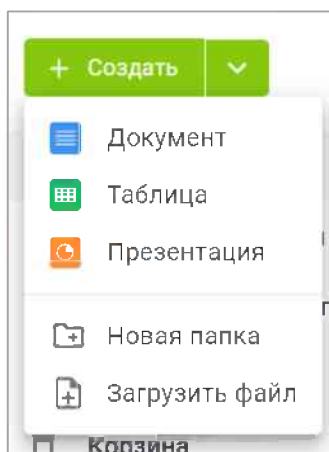 + Создать
Документ
Таблица
Презентация
Новая папка
Загрузить файл
Корзина